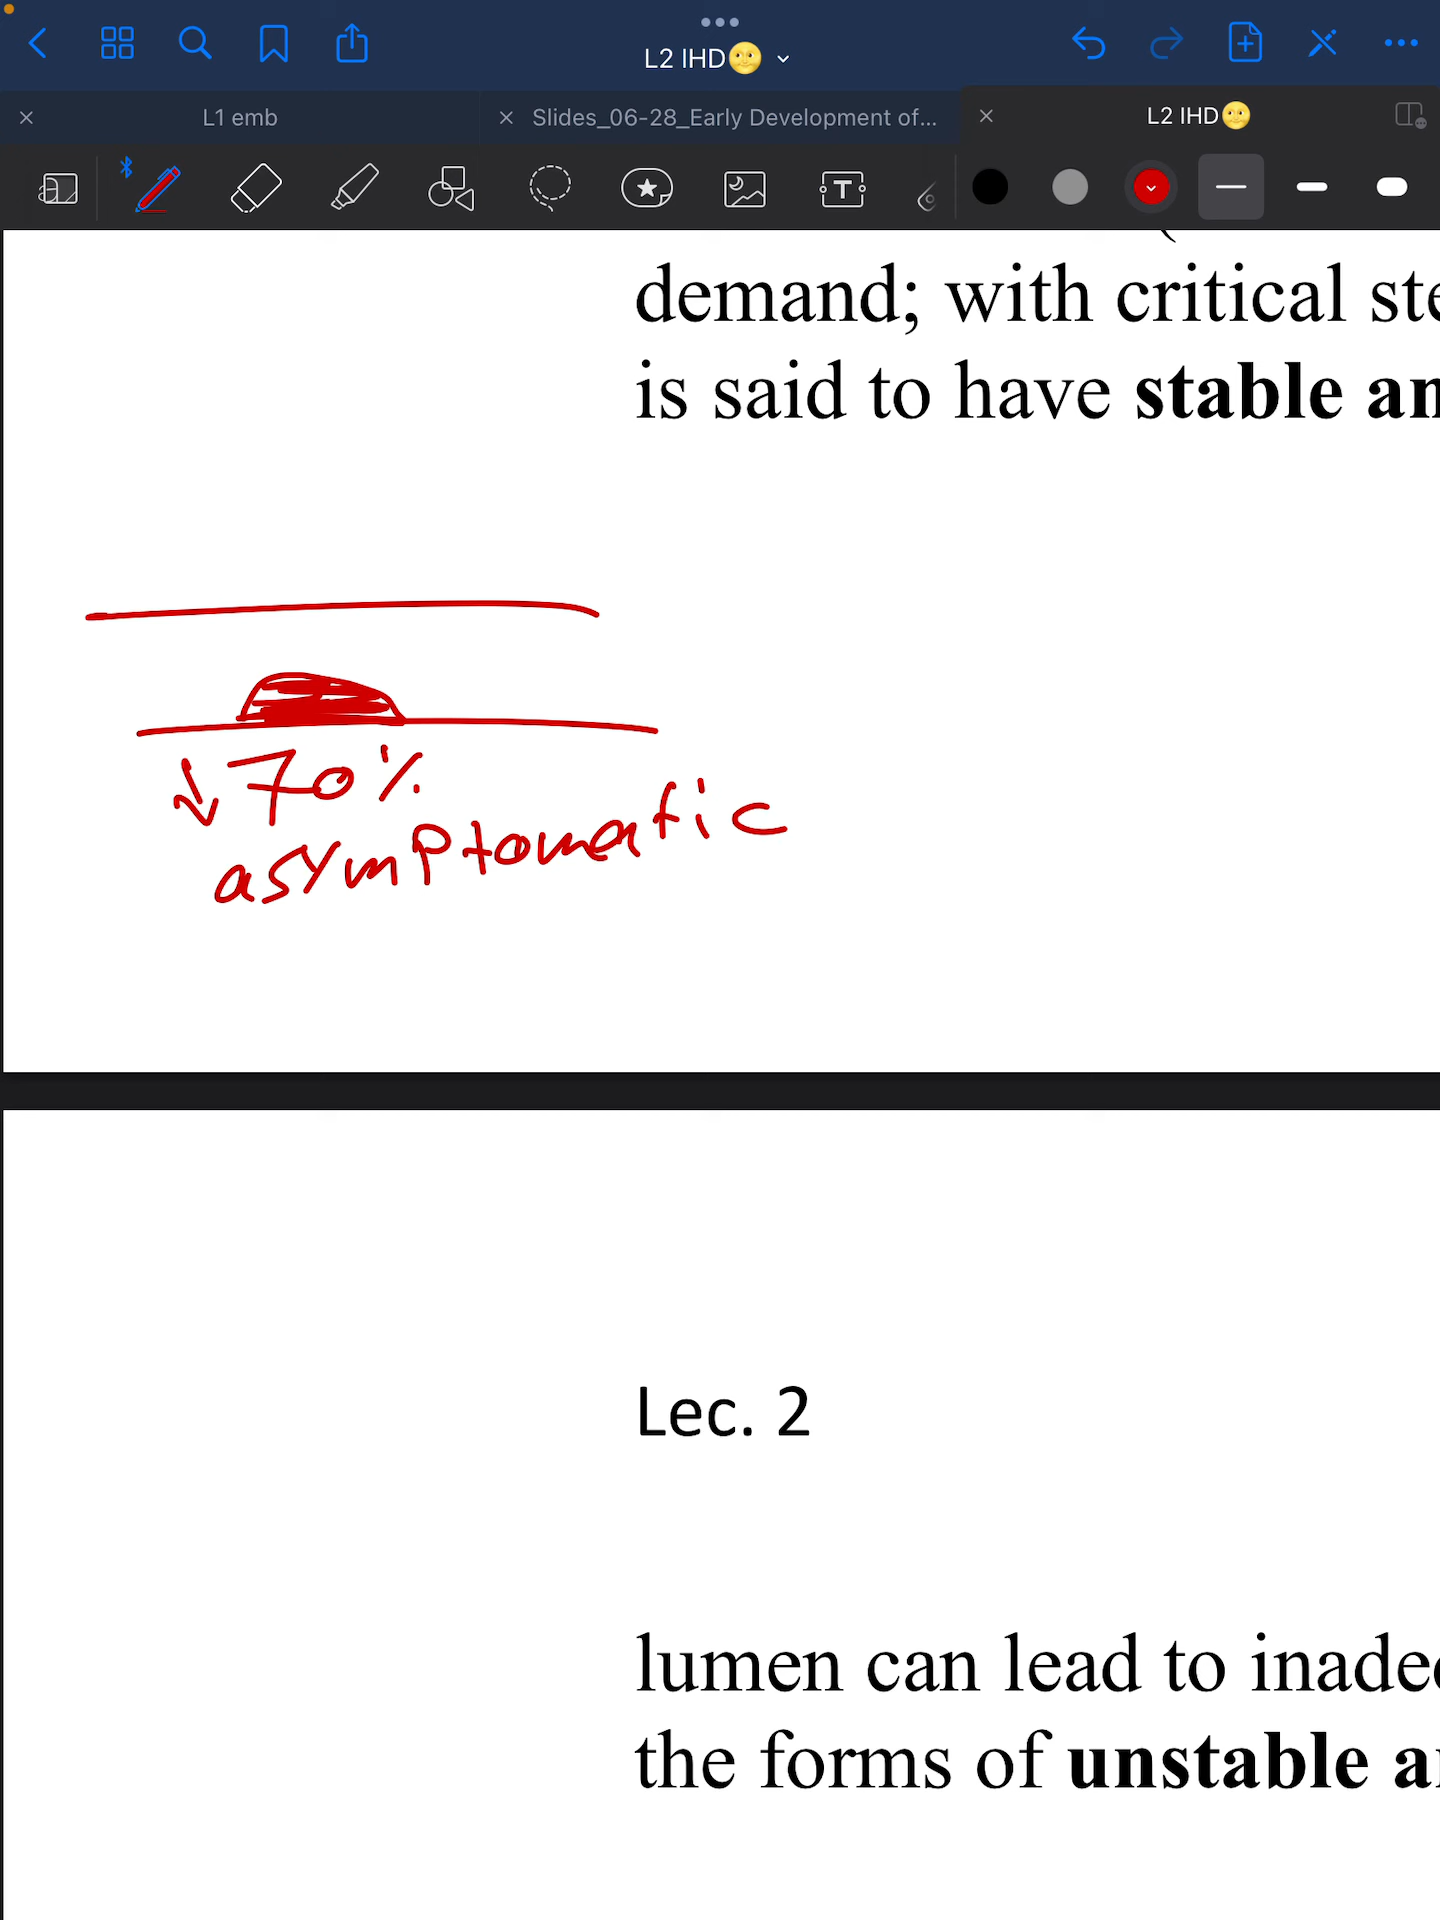 L2 IHD🌝
L1 emb
Slides_06-28_Early Development of...
L2 IHD🌝
demand; with critical ste
is said to have stable an
↓ 70%
asymptomatic
Lec. 2
lumen can lead to inade
the forms of unstable a